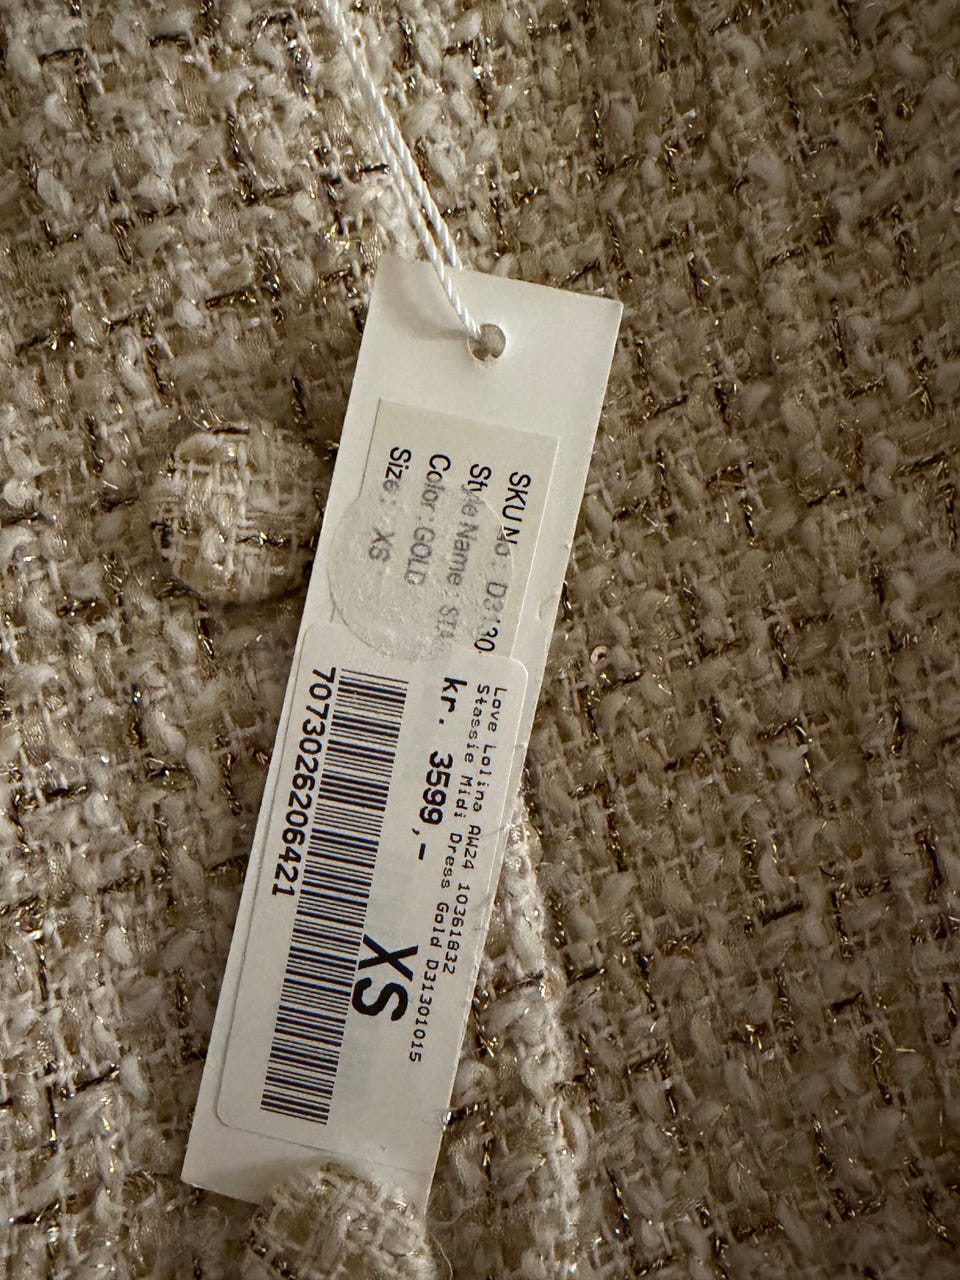 SKU No : D3130
Style Name : STA
Color : GOLD
Size : XS
Love Lolina AW24 10361832
Stassie Midi Dress Gold D31301015
kr. 3599,-
XS
7073026206421